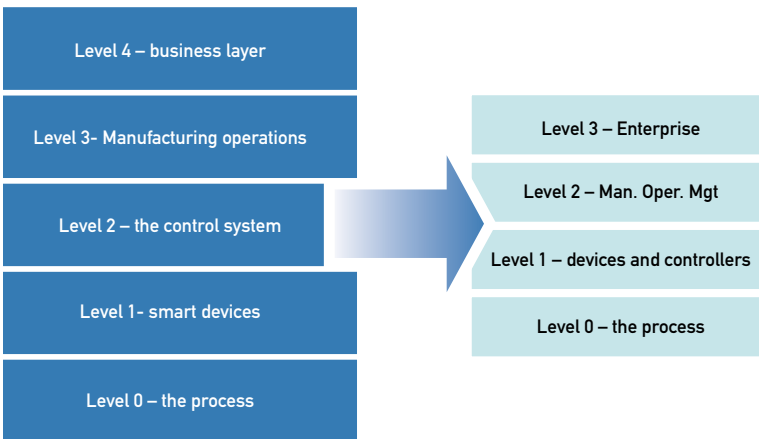 Level 4 – business layer
Level 3- Manufacturing operations
Level 2 – the control system
Level 1- smart devices
Level 0 – the process
Level 3 – Enterprise
Level 2 – Man. Oper. Mgt
Level 1 – devices and controllers
Level 0 – the process